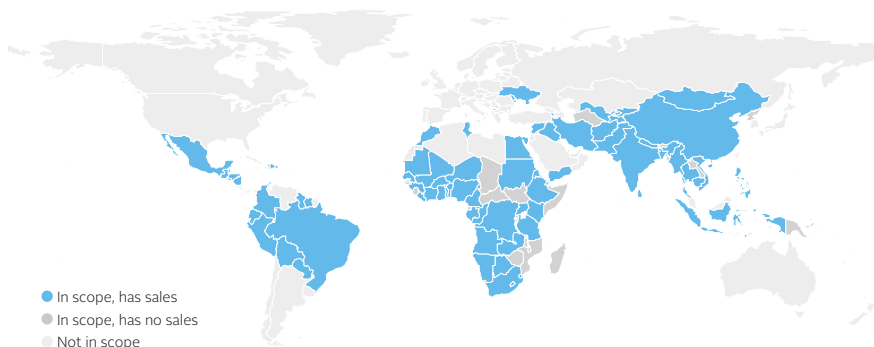 In scope, has sales
In scope, has no sales
Not in scope